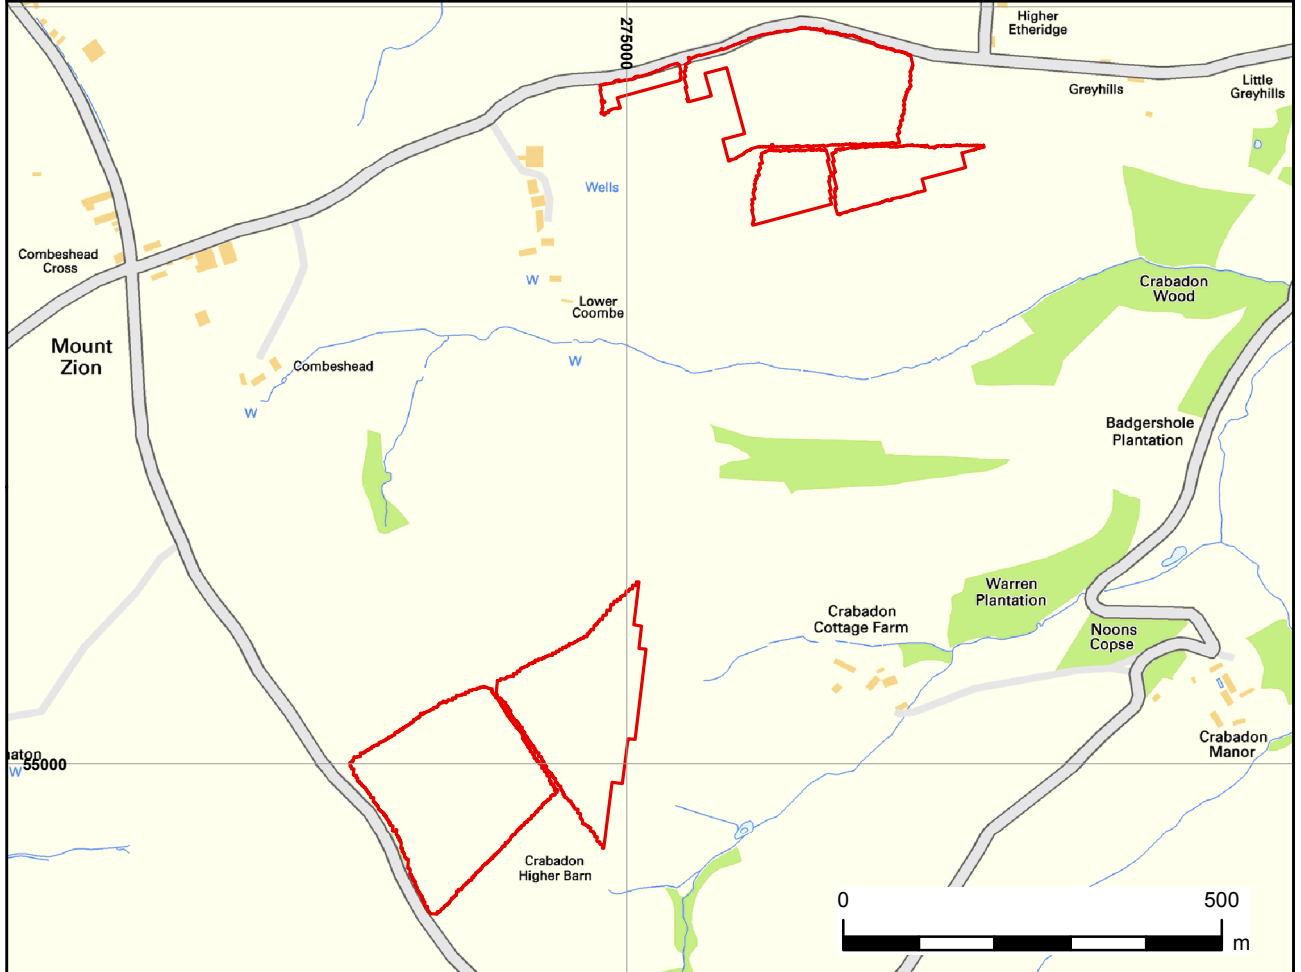 Higher
Etheridge
275000
Greyhills
Little
Greyhills
Wells
Combeshead
Cross
W
Lower
Coombe
Crabadon
Wood
Mount
Zion
W
Combeshead
W
Badgershole
Plantation
Warren
Plantation
Crabadon
Cottage Farm
Noons
Copse
Crabadon
Manor
naton
W
55000
Crabadon
Higher Barn
0
500
m